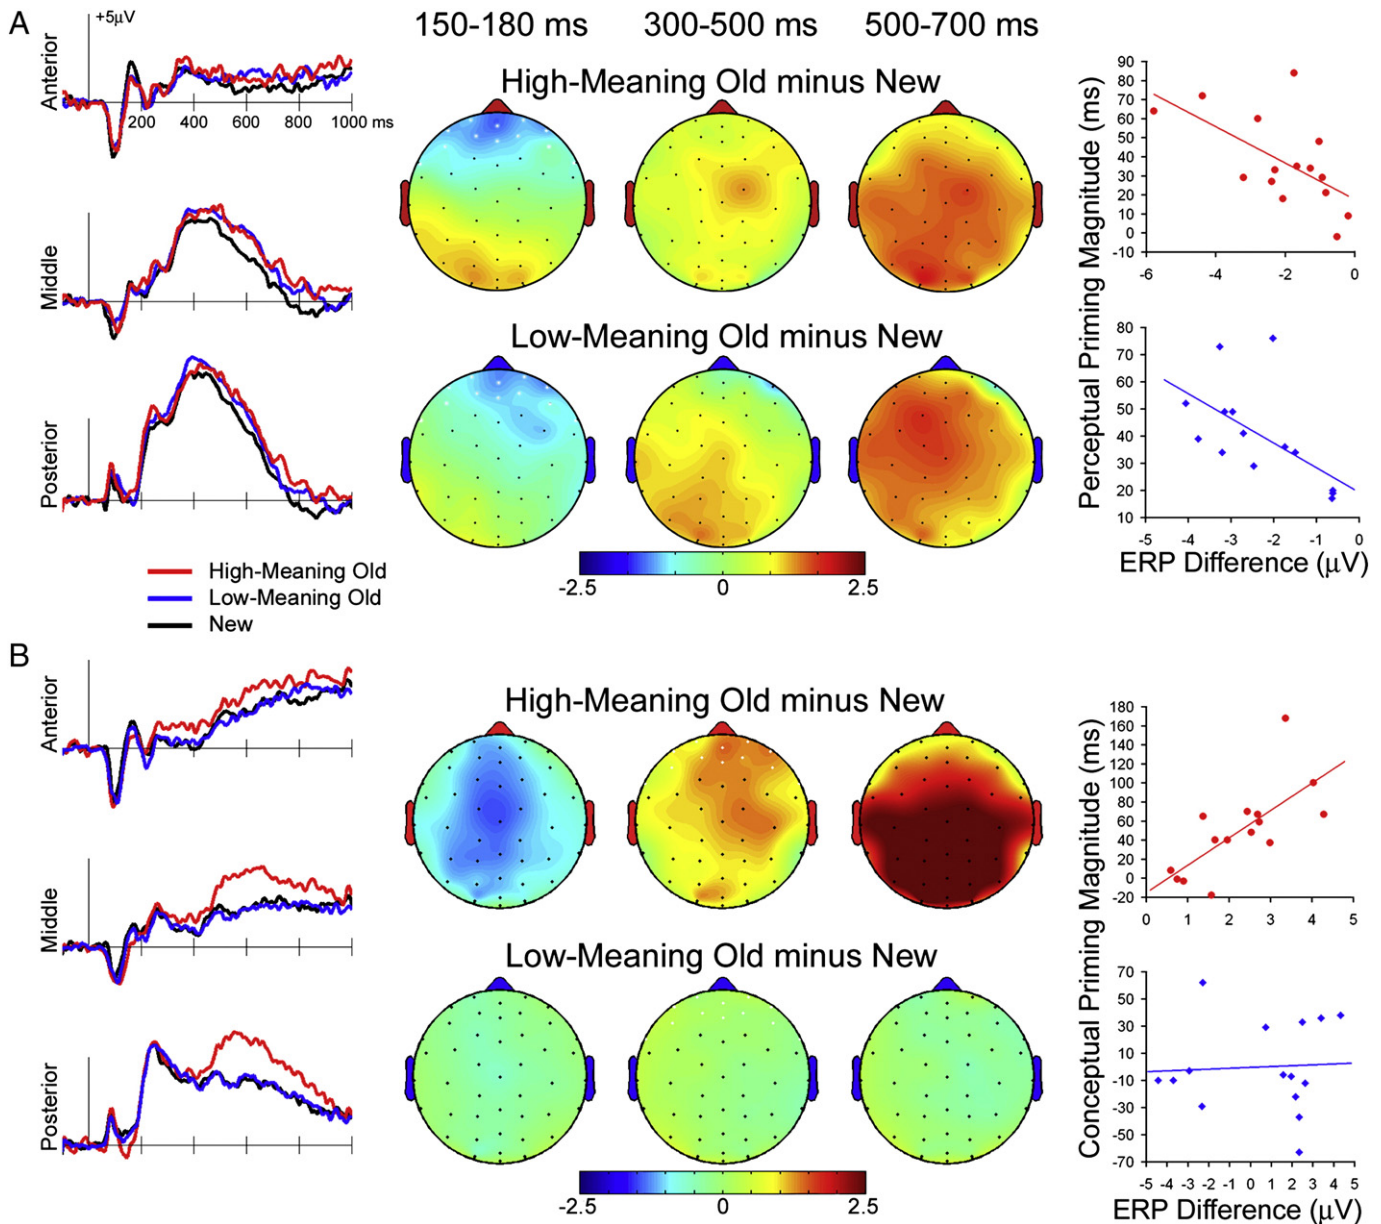 A
+5μV
Anterior
200 400 600 800 1000 ms
Middle
Posterior
150-180 ms 300-500 ms 500-700 ms
High-Meaning Old minus New
Low-Meaning Old minus New
-2.5 0 2.5
High-Meaning Old
Low-Meaning Old
New
Perceptual Priming Magnitude (ms)
90
80
70
60
50
40
30
20
10
0
-10
-6 -4 -2 0
80
70
60
50
40
30
20
10
-5 -4 -3 -2 -1 0
ERP Difference (μV)
B
Anterior
Middle
Posterior
High-Meaning Old minus New
Low-Meaning Old minus New
-2.5 0 2.5
Conceptual Priming Magnitude (ms)
180
160
140
120
100
80
60
40
20
0
-20
0 1 2 3 4 5
70
50
30
10
-10
-30
-50
-70
-5 -4 -3 -2 -1 0 1 2 3 4 5
ERP Difference (μV)